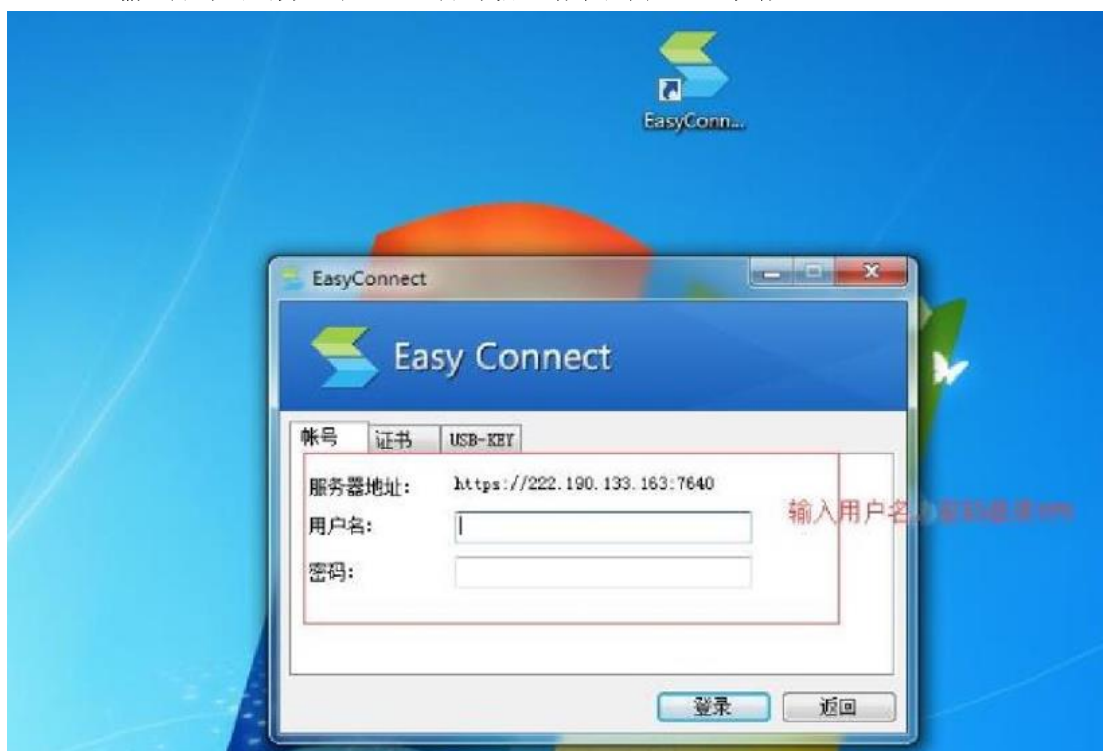 EasyConn...
EasyConnect
Easy Connect
帐号 证书 USB-KEY
服务器地址: https://222.190.133.163:7640
用户名:
密码:
输入用户名
登录 返回